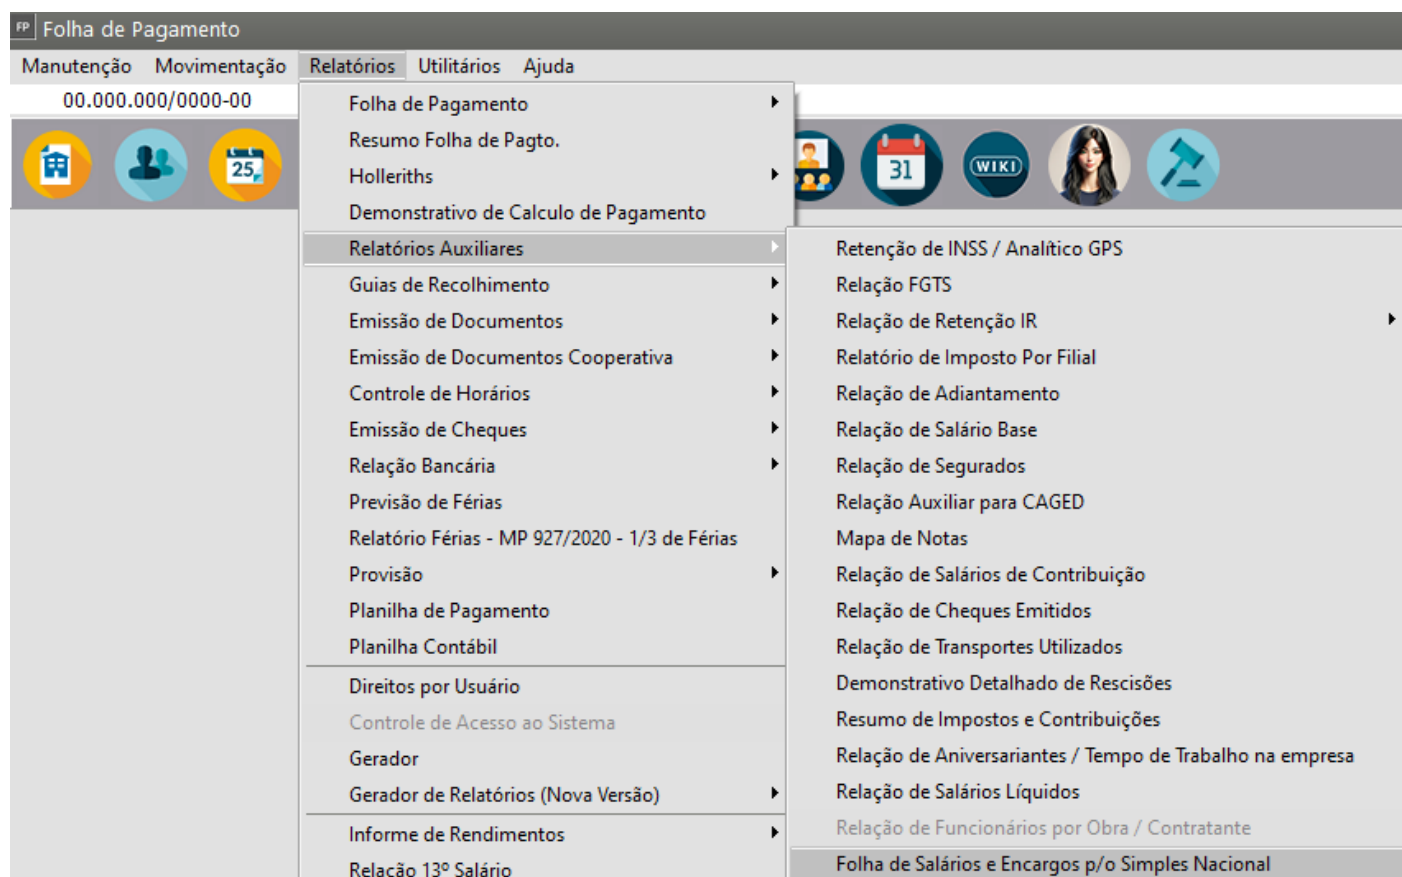 FP Folha de Pagamento
Manutenção Movimentação Relatórios Utilitários Ajuda
00.000.000/0000-00
25
31
WIKI
Folha de Pagamento
Resumo Folha de Pagto.
Holleriths
Demonstrativo de Calculo de Pagamento
Relatórios Auxiliares
Guias de Recolhimento
Emissão de Documentos
Emissão de Documentos Cooperativa
Controle de Horários
Emissão de Cheques
Relação Bancária
Previsão de Férias
Relatório Férias - MP 927/2020 - 1/3 de Férias
Provisão
Planilha de Pagamento
Planilha Contábil
Direitos por Usuário
Controle de Acesso ao Sistema
Gerador
Gerador de Relatórios (Nova Versão)
Informe de Rendimentos
Relação 13º Salário
Retenção de INSS / Analítico GPS
Relação FGTS
Relação de Retenção IR
Relatório de Imposto Por Filial
Relação de Adiantamento
Relação de Salário Base
Relação de Segurados
Relação Auxiliar para CAGED
Mapa de Notas
Relação de Salários de Contribuição
Relação de Cheques Emitidos
Relação de Transportes Utilizados
Demonstrativo Detalhado de Rescisões
Resumo de Impostos e Contribuições
Relação de Aniversariantes / Tempo de Trabalho na empresa
Relação de Salários Líquidos
Relação de Funcionários por Obra / Contratante
Folha de Salários e Encargos p/o Simples Nacional